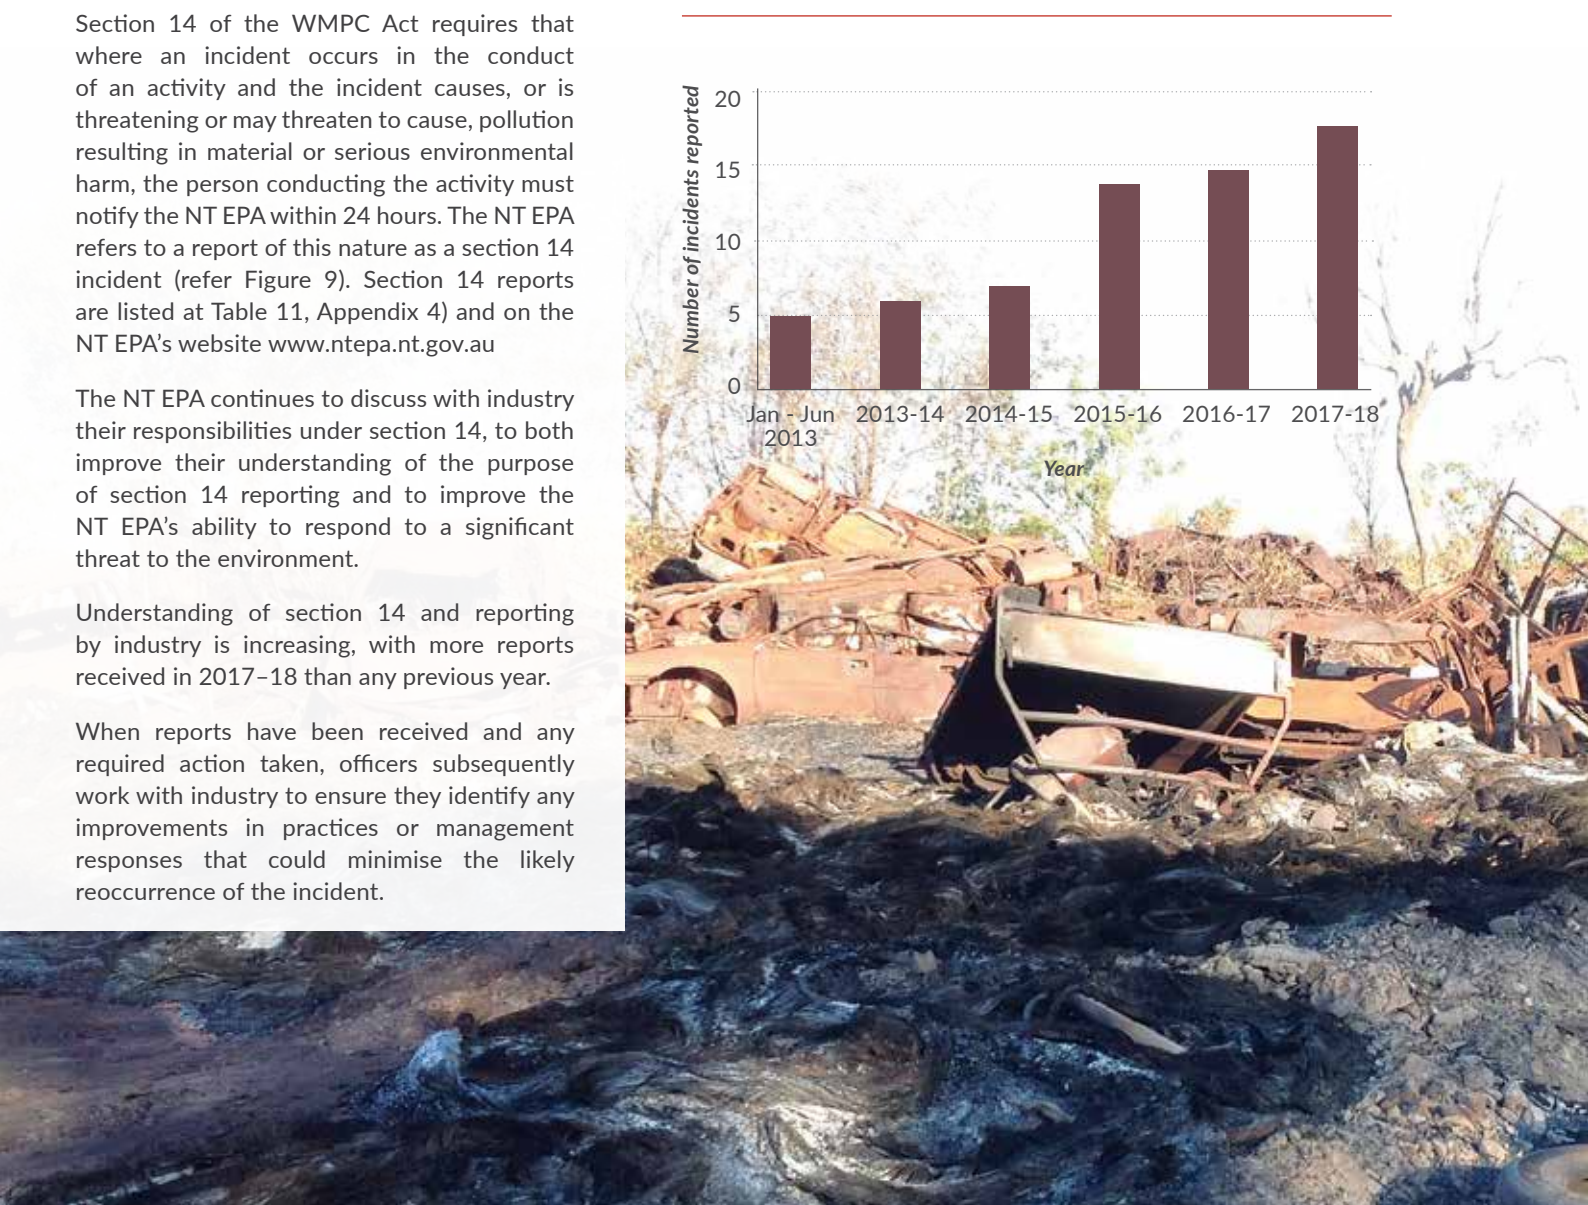 Section 14 of the WMPC Act requires that
where an incident occurs in the conduct
of an activity and the incident causes, or is
threatening or may threaten to cause, pollution
resulting in material or serious environmental
harm, the person conducting the activity must
notify the NT EPA within 24 hours. The NT EPA
refers to a report of this nature as a section 14
incident (refer Figure 9). Section 14 reports
are listed at Table 11, Appendix 4) and on the
NT EPA’s website www.ntepa.nt.gov.au
The NT EPA continues to discuss with industry
their responsibilities under section 14, to both
improve their understanding of the purpose
of section 14 reporting and to improve the
NT EPA’s ability to respond to a significant
threat to the environment.
Understanding of section 14 and reporting
by industry is increasing, with more reports
received in 2017–18 than any previous year.
When reports have been received and any
required action taken, officers subsequently
work with industry to ensure they identify any
improvements in practices or management
responses that could minimise the likely
reoccurrence of the incident.
Number of incidents reported
20
15
10
5
0
Jan - Jun 2013-14 2014-15 2015-16 2016-17 2017-18
2013
Year